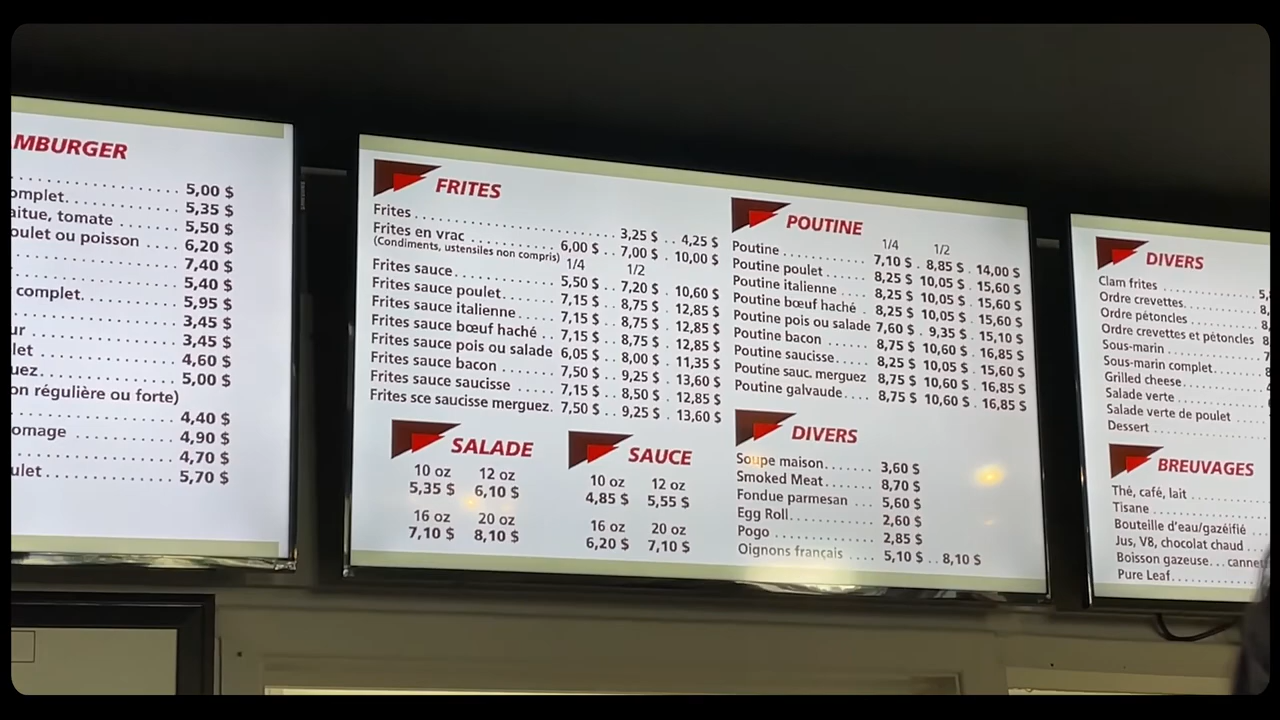 MBURGER
5,00 $
omplet. 5,35 $
aitue, tomate 5,50 $
oulet ou poisson 6,20 $
7,40 $
5,40 $
complet. 5,95 $
3,45 $
ur 3,45 $
let 4,60 $
uez. 5,00 $
on régulière ou forte)
4,40 $
omage 4,90 $
4,70 $
ulet 5,70 $
FRITES
Frites 3,25 $ 4,25 $
Frites en vrac 6,00 $ 7,00 $ 10,00 $
(Condiments, ustensiles non compris) 1/4 1/2
Frites sauce 5,50 $ 7,20 $ 10,60 $
Frites sauce poulet 7,15 $ 8,75 $ 12,85 $
Frites sauce italienne 7,15 $ 8,75 $ 12,85 $
Frites sauce bœuf haché 7,15 $ 8,75 $ 12,85 $
Frites sauce pois ou salade 6,05 $ 8,00 $ 11,35 $
Frites sauce bacon 7,50 $ 9,25 $ 13,60 $
Frites sauce saucisse 7,15 $ 8,50 $ 12,85 $
Frites sce saucisse merguez. 7,50 $ 9,25 $ 13,60 $
SALADE
10 oz 12 oz
5,35 $ 6,10 $
16 oz 20 oz
7,10 $ 8,10 $
SAUCE
10 oz 12 oz
4,85 $ 5,55 $
16 oz 20 oz
6,20 $ 7,10 $
POUTINE
1/4 1/2
Poutine 7,10 $ 8,85 $ 14,00 $
Poutine poulet 8,25 $ 10,05 $ 15,60 $
Poutine italienne 8,25 $ 10,05 $ 15,60 $
Poutine bœuf haché 8,25 $ 10,05 $ 15,60 $
Poutine pois ou salade 7,60 $ 9,35 $ 15,10 $
Poutine bacon 8,75 $ 10,60 $ 16,85 $
Poutine saucisse 8,25 $ 10,05 $ 15,60 $
Poutine sauc. merguez 8,75 $ 10,60 $ 16,85 $
Poutine galvaude 8,75 $ 10,60 $ 16,85 $
DIVERS
Soupe maison 3,60 $
Smoked Meat 8,70 $
Fondue parmesan 5,60 $
Egg Roll 2,60 $
Pogo 2,85 $
Oignons français 5,10 $ 8,10 $
DIVERS
Clam frites 5,
Ordre crevettes. 8,
Ordre pétoncles 8,
Ordre crevettes et pétoncles 8
Sous-marin 7
Sous-marin complet
Grilled cheese
Salade verte
Salade verte de poulet
Dessert
BREUVAGES
Thé, café, lait
Tisane
Bouteille d'eau/gazéifié
Jus, V8, chocolat chaud
Boisson gazeuse... cannet
Pure Leaf